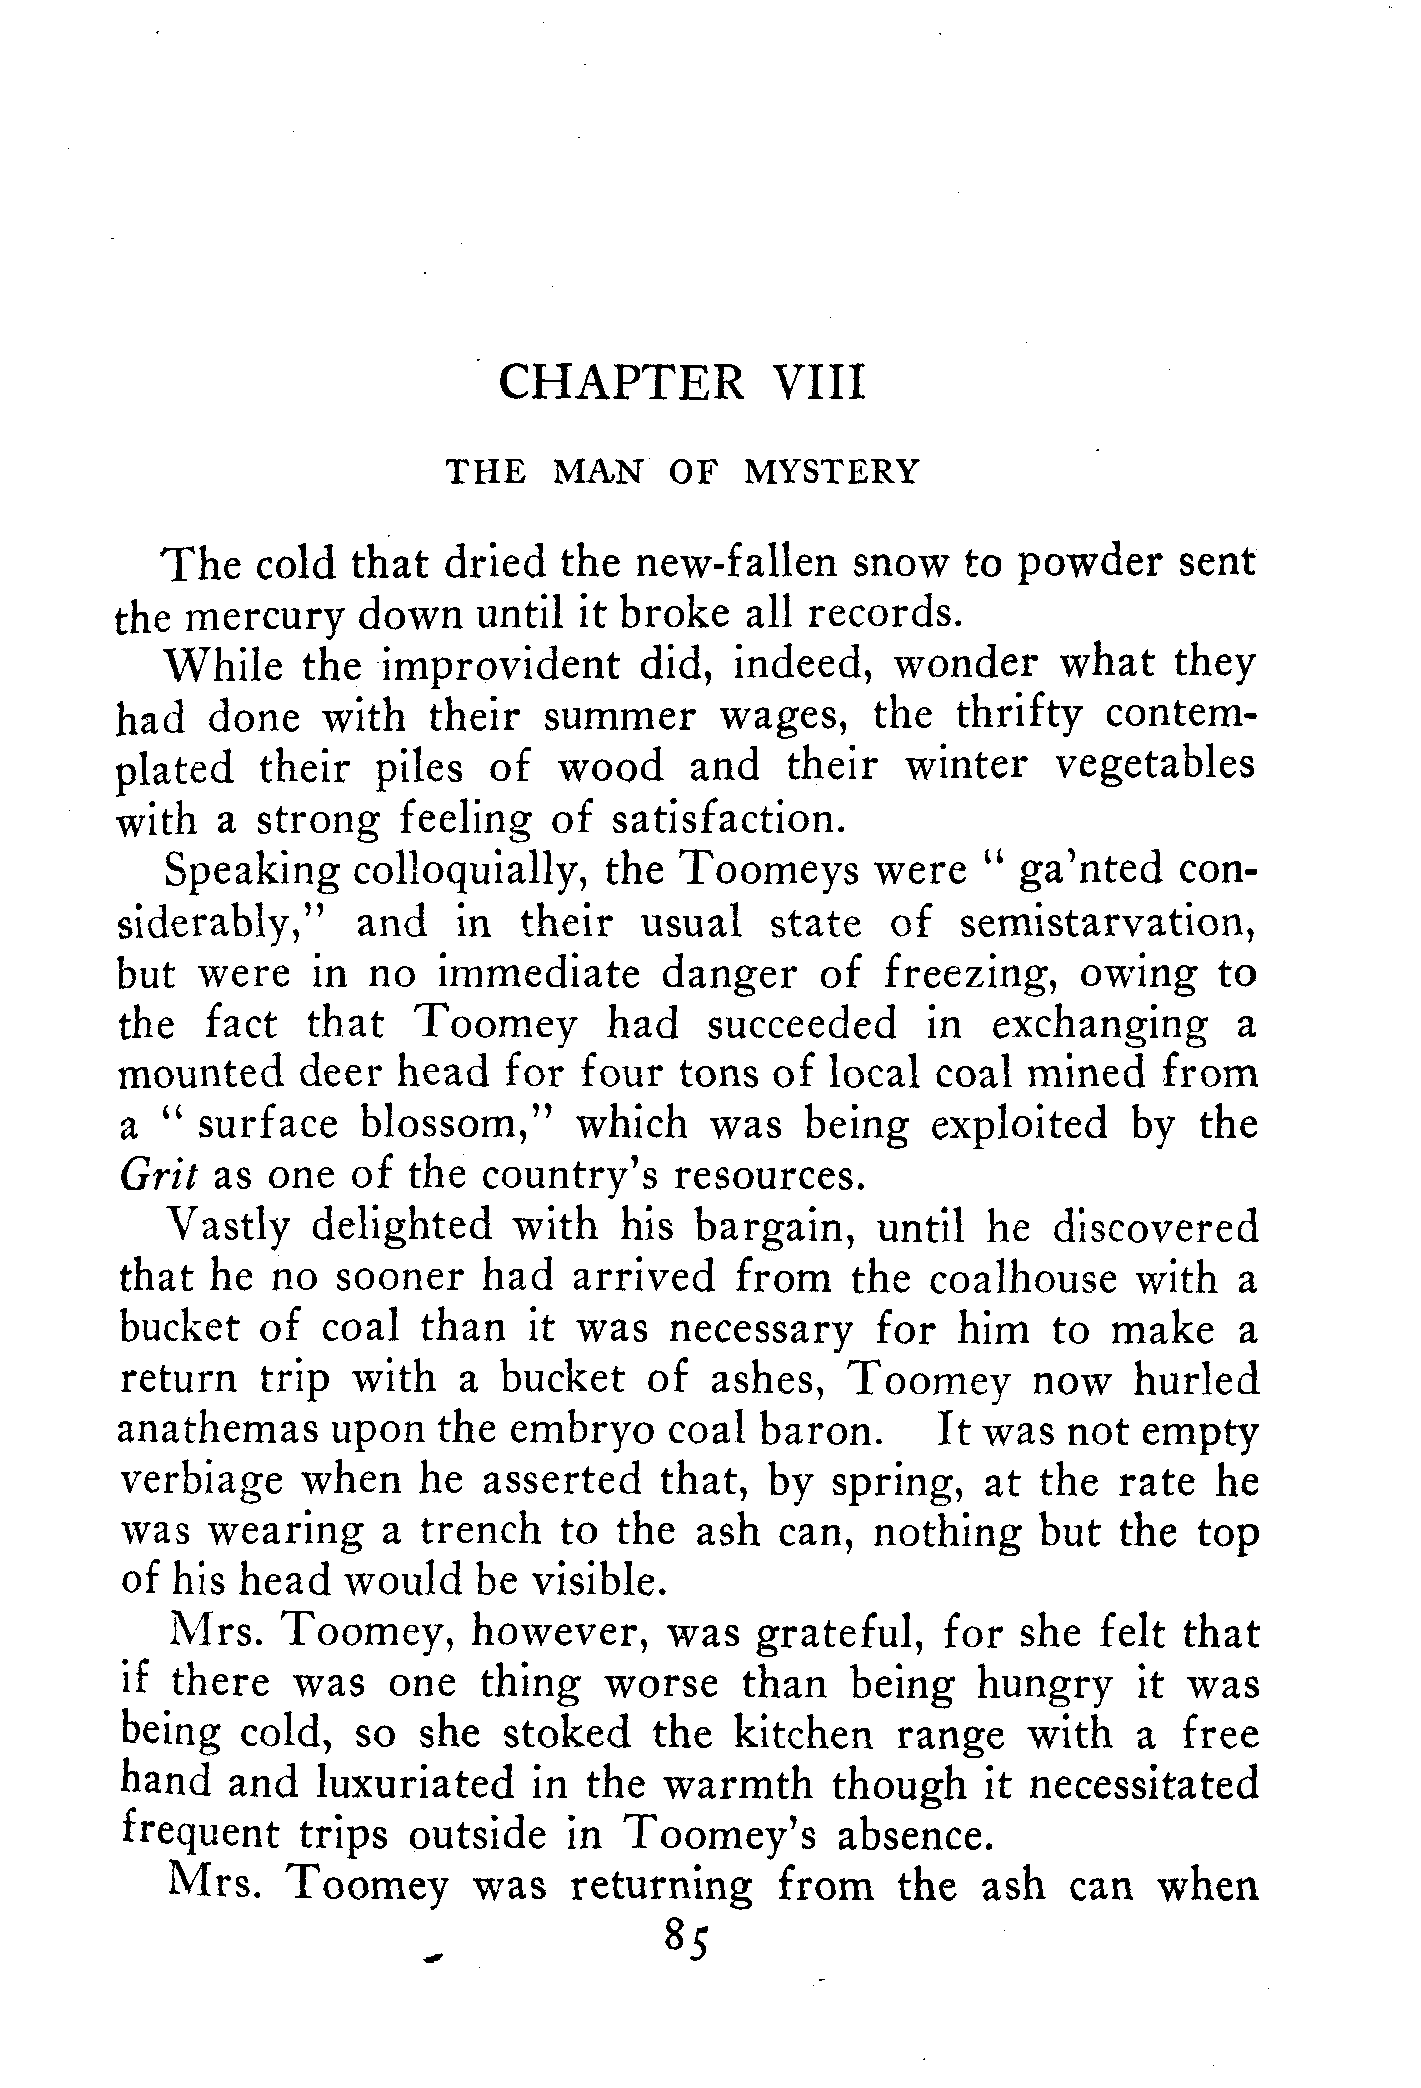 CHAPTER VIII
THE MAN OF MYSTERY
The cold that dried the new-fallen snow to powder sent
the mercury down until it broke all records.
While the improvident did, indeed, wonder what they
had done with their summer wages, the thrifty contem-
plated their piles of wood and their winter vegetables
with a strong feeling of satisfaction.
Speaking colloquially, the Toomeys were " ga'nted con-
siderably," and in their usual state of semistarvation,
but were in no immediate danger of freezing, owing to
the fact that Toomey had succeeded in exchanging a
mounted deer head for four tons of local coal mined from
a " surface blossom," which was being exploited by the
Grit as one of the country's resources.
Vastly delighted with his bargain, until he discovered
that he no sooner had arrived from the coalhouse with a
bucket of coal than it was necessary for him to make a
return trip with a bucket of ashes, Toomey now hurled
anathemas upon the embryo coal baron. It was not empty
verbiage when he asserted that, by spring, at the rate he
was wearing a trench to the ash can, nothing but the top
of his head would be visible.
Mrs. Toomey, however, was grateful, for she felt that
if there was one thing worse than being hungry it was
being cold, so she stoked the kitchen range with a free
hand and luxuriated in the warmth though it necessitated
frequent trips outside in Toomey's absence.
Mrs. Toomey was returning from the ash can when
85